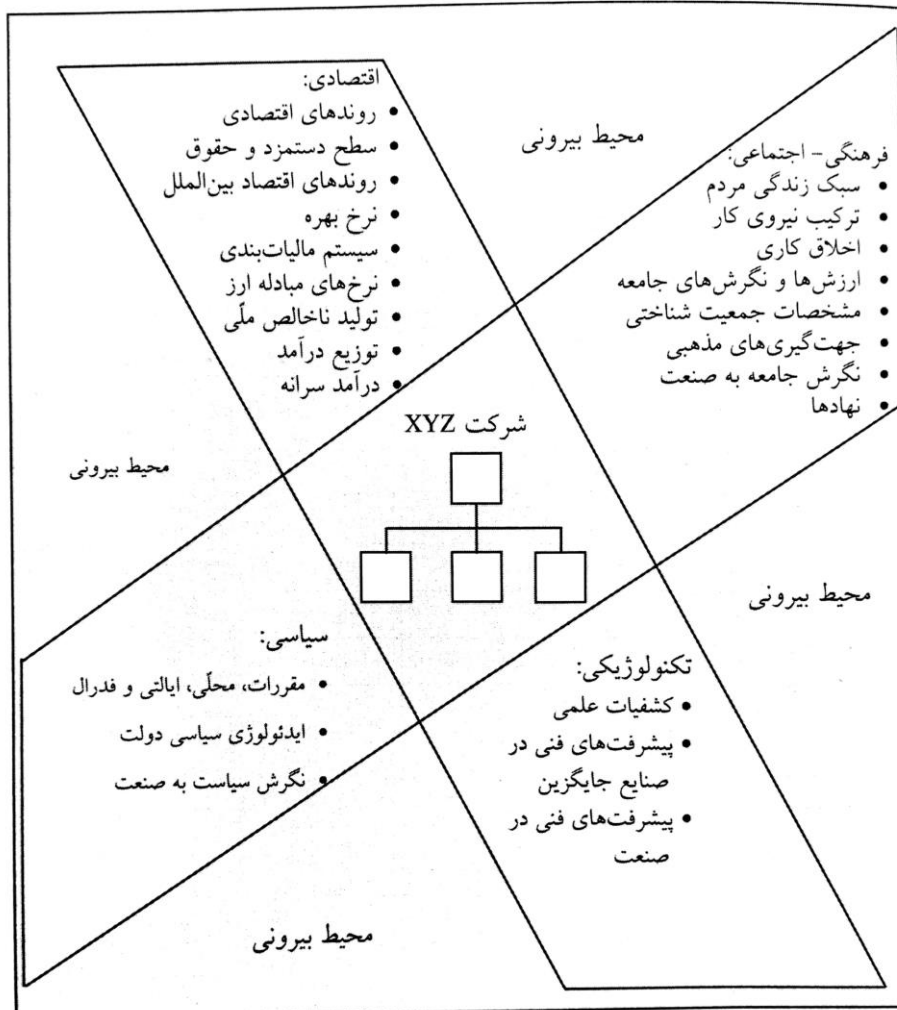 اقتصادی:
• روندهای اقتصادی
• سطح دستمزد و حقوق
• روندهای اقتصاد بین‌الملل
• نرخ بهره
• سیستم مالیات‌بندی
• نرخ‌های مبادله ارز
• تولید ناخالص ملّی
• توزیع درآمد
• درآمد سرانه
محیط بیرونی
فرهنگی- اجتماعی:
• سبک زندگی مردم
• ترکیب نیروی کار
• اخلاق کاری
• ارزش‌ها و نگرش‌های جامعه
• مشخصات جمعیت شناختی
• جهت‌گیری‌های مذهبی
• نگرش جامعه به صنعت
• نهادها
شرکت XYZ
محیط بیرونی
محیط بیرونی
سیاسی:
• مقررات، محلّی، ایالتی و فدرال
• ایدئولوژی سیاسی دولت
• نگرش سیاست به صنعت
تکنولوژیکی:
• کشفیات علمی
• پیشرفت‌های فنی در
صنایع جایگزین
• پیشرفت‌های فنی در
صنعت
محیط بیرونی